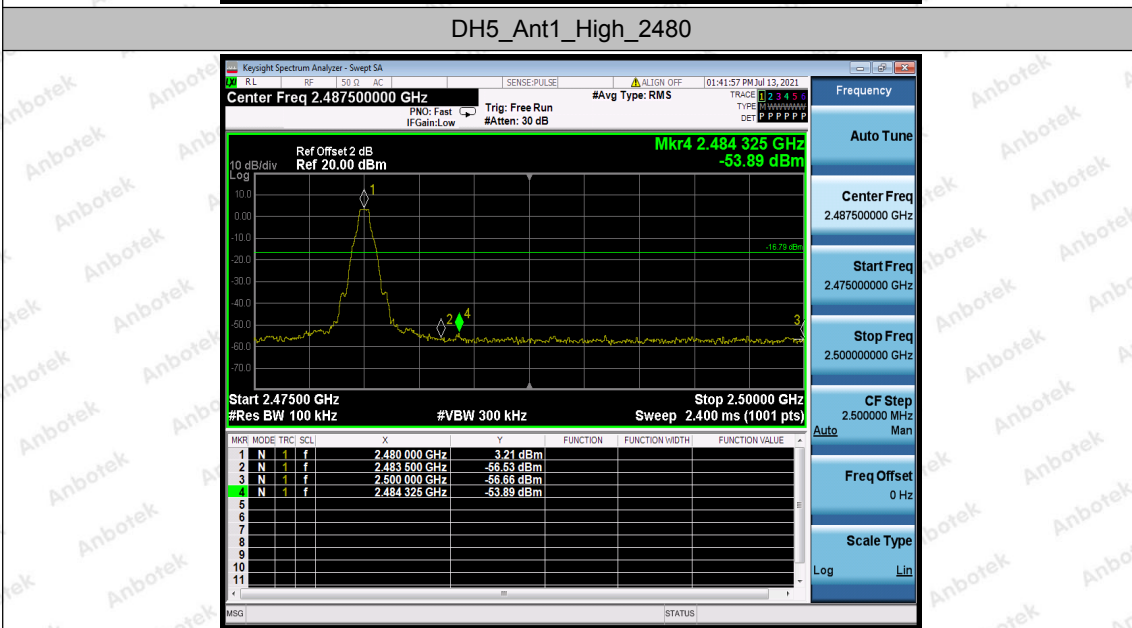 DH5_Ant1_High_2480
Keysight Spectrum Analyzer - Swept SA
RL RF 50 Ω AC SENSE:PULSE ALIGN OFF 01:41:57 PM Jul 13, 2021
Center Freq 2.487500000 GHz
PNO: Fast
IFGain:Low
Trig: Free Run
#Atten: 30 dB
#Avg Type: RMS
TRACE 1 2 3 4 5 6
TYPE M WWWWW
DET P P P P P P
Frequency
Auto Tune
Center Freq
2.487500000 GHz
Start Freq
2.475000000 GHz
Stop Freq
2.500000000 GHz
CF Step
2.500000 MHz
Auto Man
Freq Offset
0 Hz
Scale Type
Log Lin
Mkr4 2.484 325 GHz
-53.89 dBm
Ref Offset 2 dB
10 dB/div Ref 20.00 dBm
Log
10.0
0.00
-10.0
-20.0
-30.0
-40.0
-50.0
-60.0
-70.0
-16.79 dBm
1
2
4
3
Start 2.47500 GHz Stop 2.50000 GHz
#Res BW 100 kHz #VBW 300 kHz Sweep 2.400 ms (1001 pts)
MKR MODE TRC SCL X Y FUNCTION FUNCTION WIDTH FUNCTION VALUE
1 N 1 f 2.480 000 GHz 3.21 dBm
2 N 1 f 2.483 500 GHz -56.53 dBm
3 N 1 f 2.500 000 GHz -56.66 dBm
4 N 1 f 2.484 325 GHz -53.89 dBm
5
6
7
8
9
10
11
MSG STATUS
Anbotek